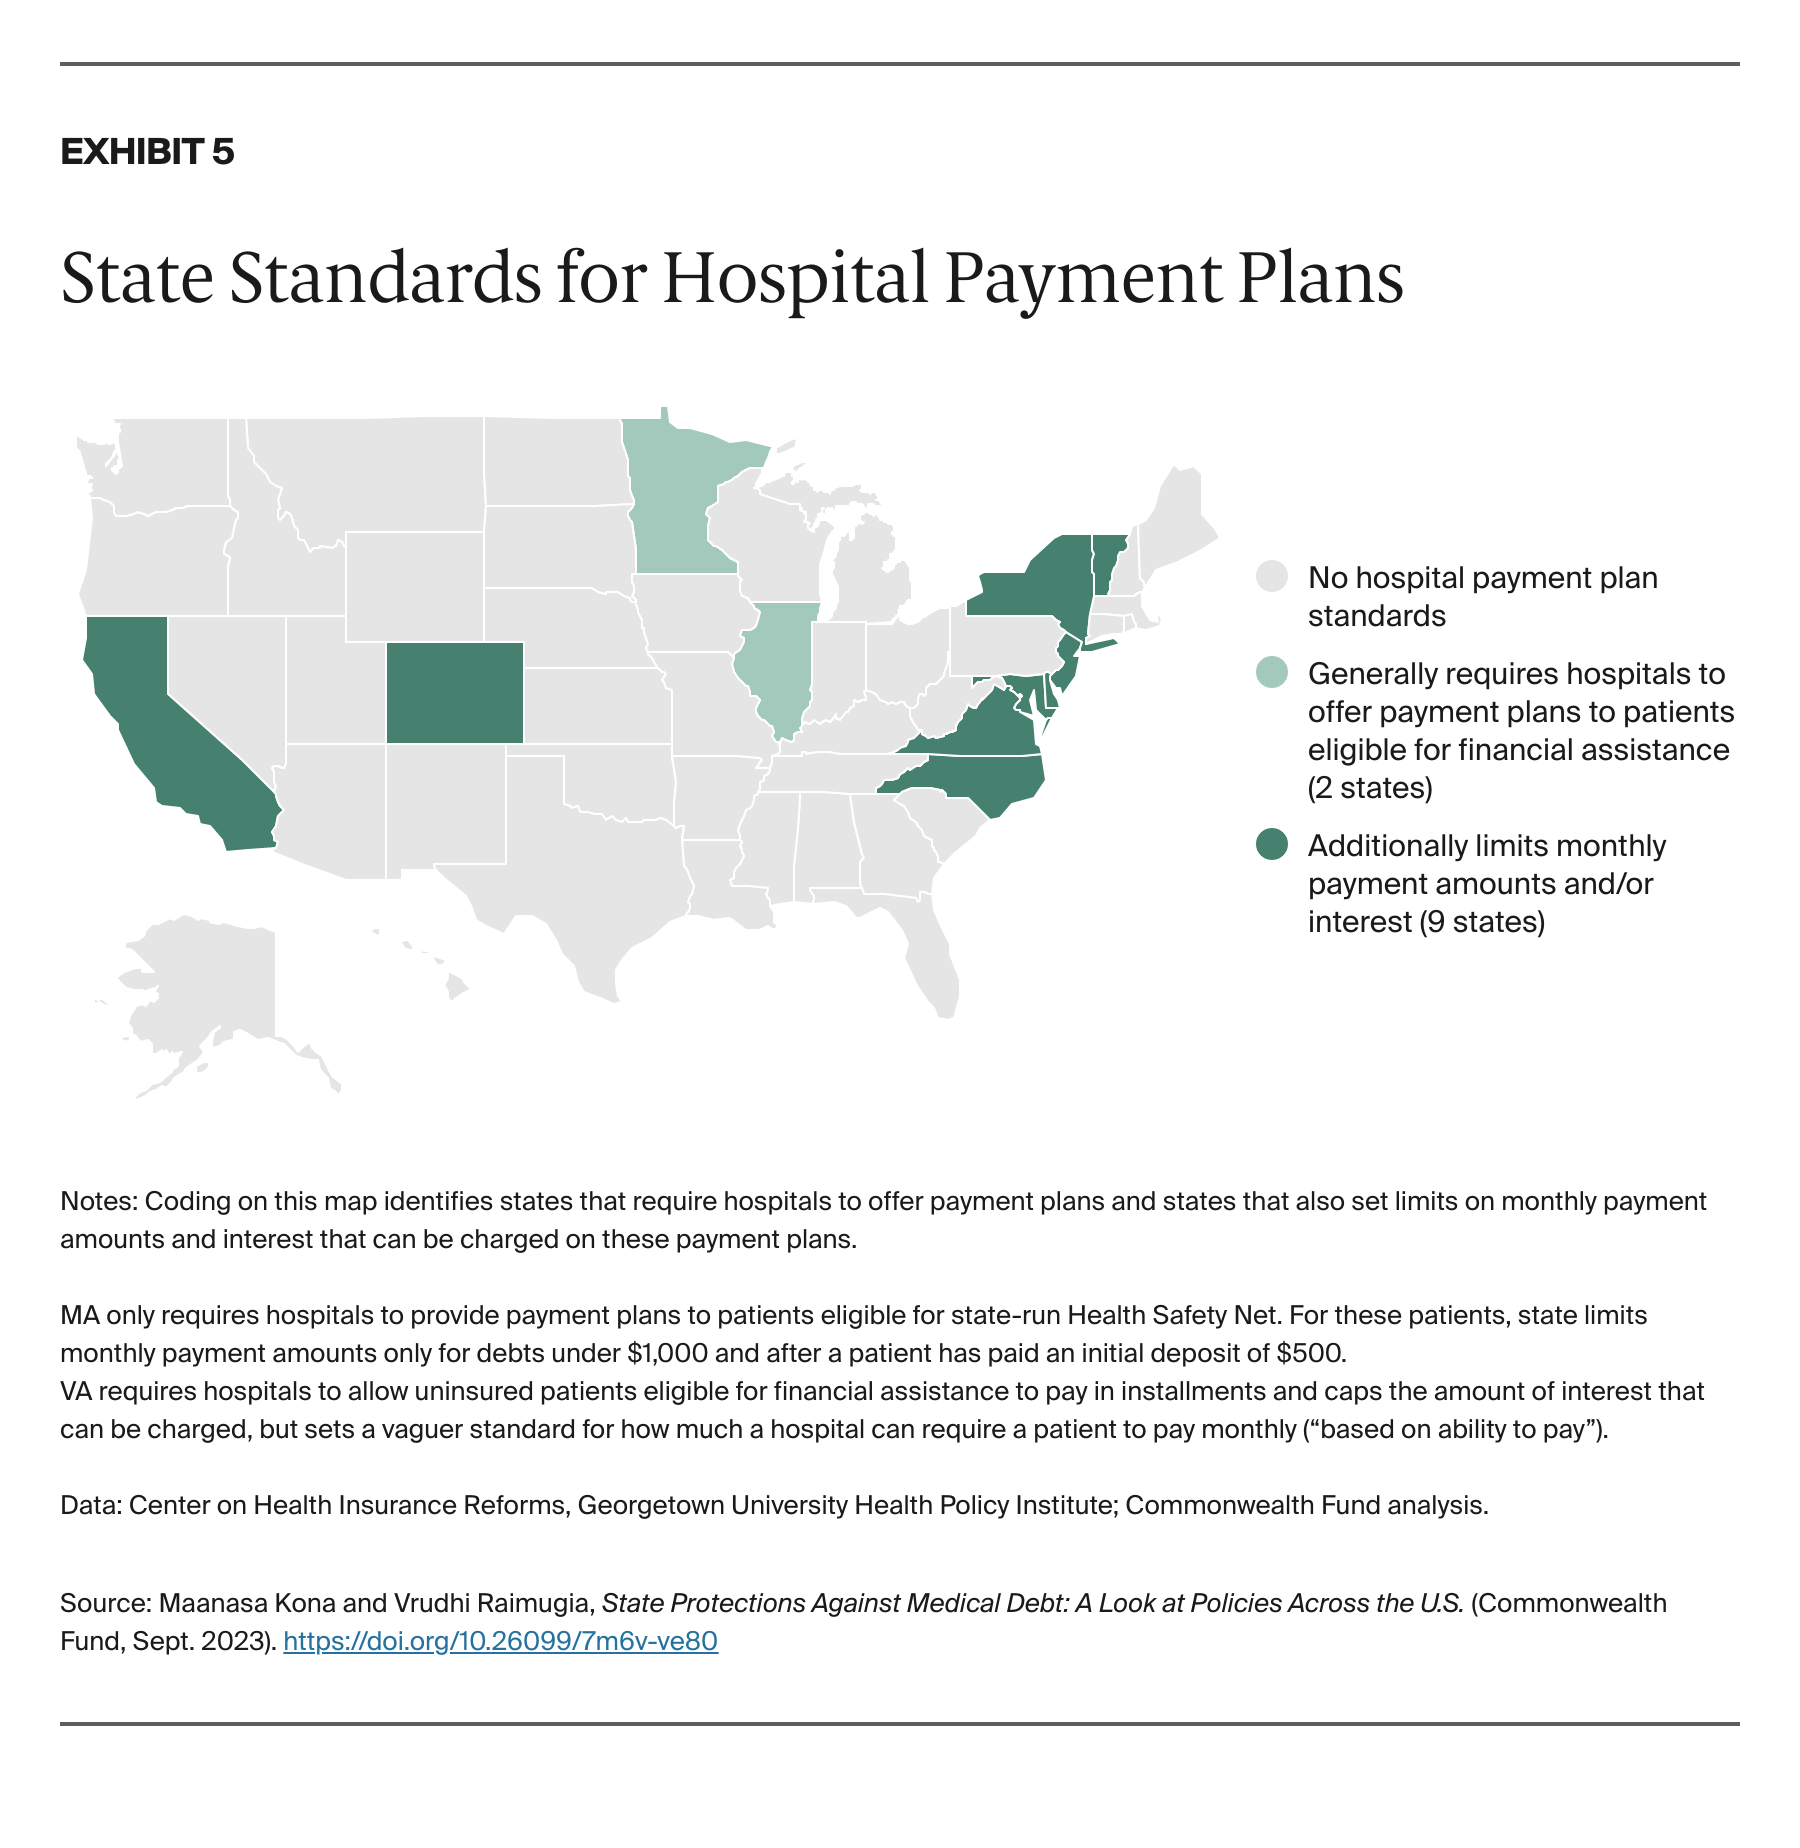 EXHIBIT 5
State Standards for Hospital Payment Plans
No hospital payment plan
standards
Generally requires hospitals to
offer payment plans to patients
eligible for financial assistance
(2 states)
Additionally limits monthly
payment amounts and/or
interest (9 states)
Notes: Coding on this map identifies states that require hospitals to offer payment plans and states that also set limits on monthly payment
amounts and interest that can be charged on these payment plans.
MA only requires hospitals to provide payment plans to patients eligible for state-run Health Safety Net. For these patients, state limits
monthly payment amounts only for debts under $1,000 and after a patient has paid an initial deposit of $500.
VA requires hospitals to allow uninsured patients eligible for financial assistance to pay in installments and caps the amount of interest that
can be charged, but sets a vaguer standard for how much a hospital can require a patient to pay monthly (“based on ability to pay”).
Data: Center on Health Insurance Reforms, Georgetown University Health Policy Institute; Commonwealth Fund analysis.
Source: Maanasa Kona and Vrudhi Raimugia, State Protections Against Medical Debt: A Look at Policies Across the U.S. (Commonwealth
Fund, Sept. 2023). https://doi.org/10.26099/7m6v-ve80